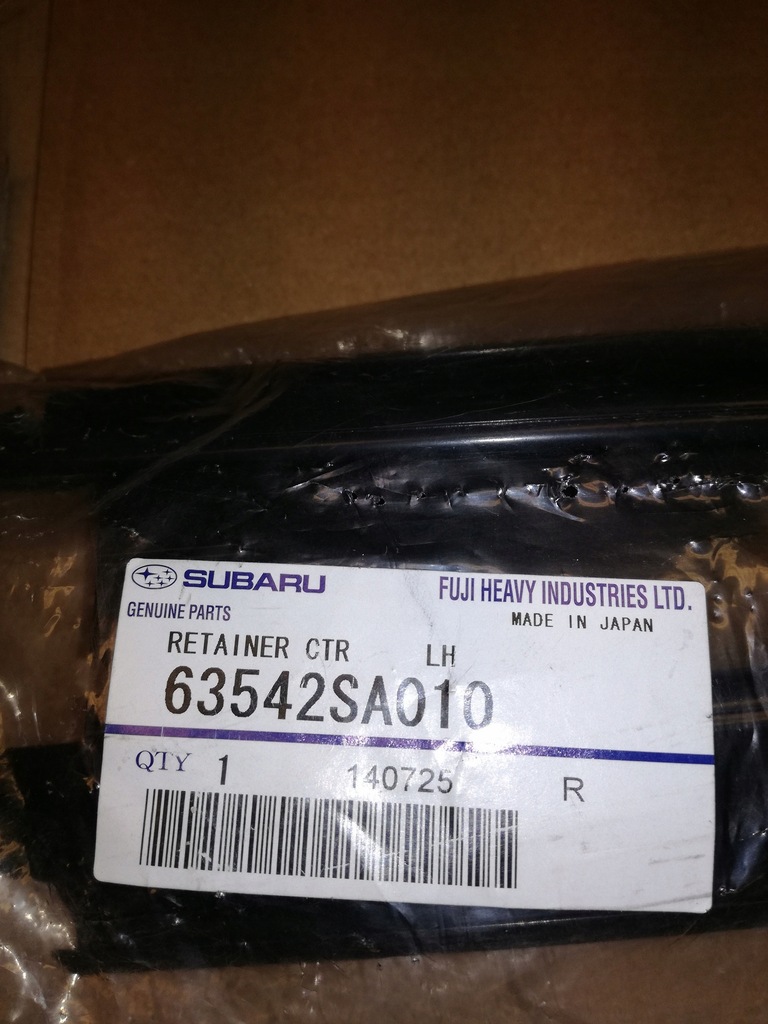 SUBARU FUJI HEAVY INDUSTRIES LTD.
GENUINE PARTS MADE IN JAPAN
RETAINER CTR LH
63542SA010
QTY 1 140725 R